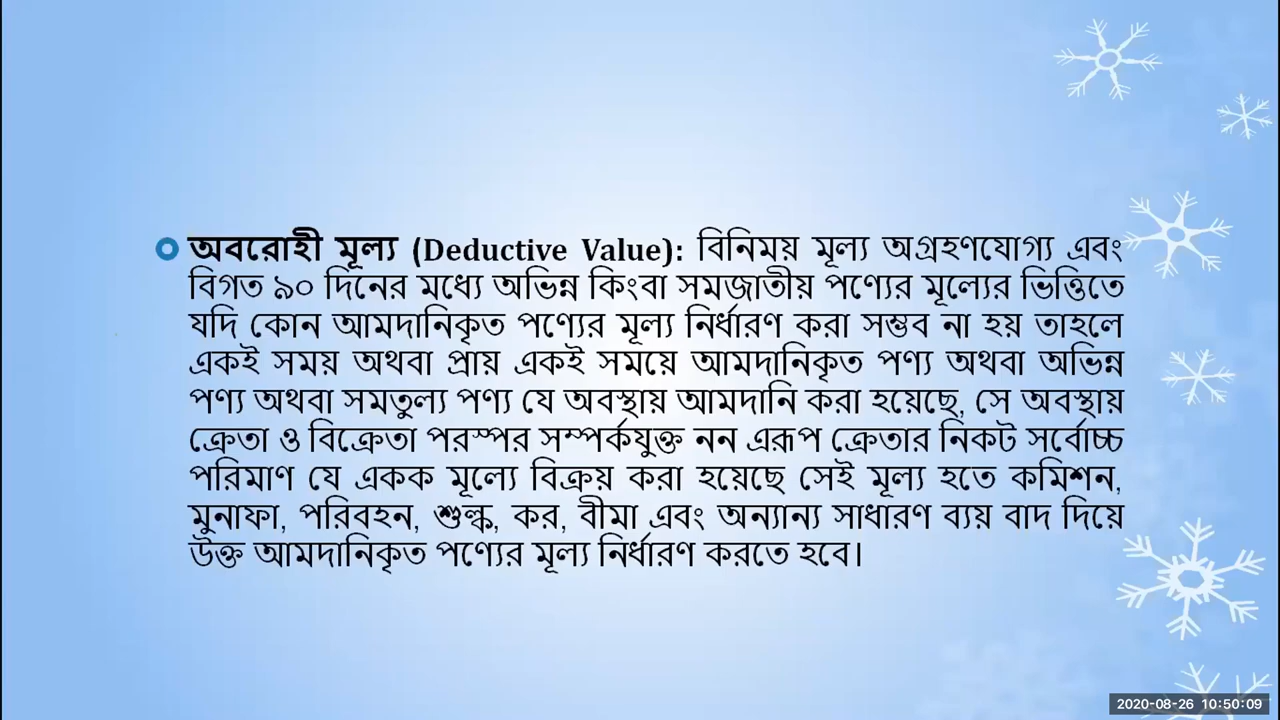 অবরোহী মূল্য (Deductive Value): বিনিময় মূল্য অগ্রহণযোগ্য এবং
বিগত ৯০ দিনের মধ্যে অভিন্ন কিংবা সমজাতীয় পণ্যের মূল্যের ভিত্তিতে
যদি কোন আমদানিকৃত পণ্যের মূল্য নির্ধারণ করা সম্ভব না হয় তাহলে
একই সময় অথবা প্রায় একই সময়ে আমদানিকৃত পণ্য অথবা অভিন্ন
পণ্য অথবা সমতুল্য পণ্য যে অবস্থায় আমদানি করা হয়েছে, সে অবস্থায়
ক্রেতা ও বিক্রেতা পরস্পর সম্পর্কযুক্ত নন এরূপ ক্রেতার নিকট সর্বোচ্চ
পরিমাণ যে একক মূল্যে বিক্রয় করা হয়েছে সেই মূল্য হতে কমিশন,
মুনাফা, পরিবহন, শুল্ক, কর, বীমা এবং অন্যান্য সাধারণ ব্যয় বাদ দিয়ে
উক্ত আমদানিকৃত পণ্যের মূল্য নির্ধারণ করতে হবে।
2020-08-26 10:50:09